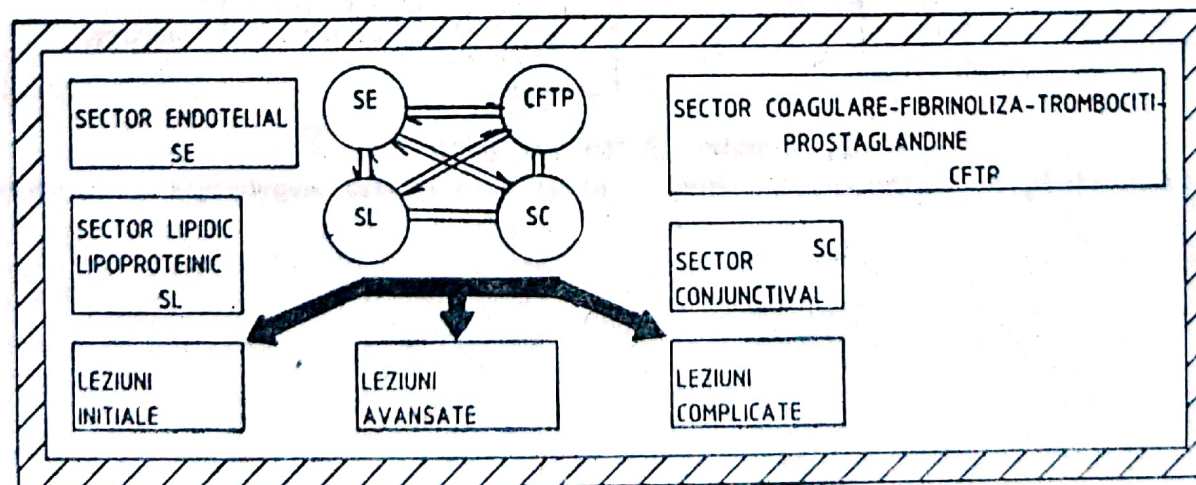 SECTOR ENDOTELIAL
SE
SE
CFTP
SECTOR COAGULARE-FIBRINOLIZA-TROMBOCITI-
PROSTAGLANDINE
CFTP
SECTOR LIPIDIC
LIPOPROTEINIC
SL
SL
SC
SC
SECTOR
CONJUNCTIVAL
LEZIUNI
INITIALE
LEZIUNI
AVANSATE
LEZIUNI
COMPLICATE